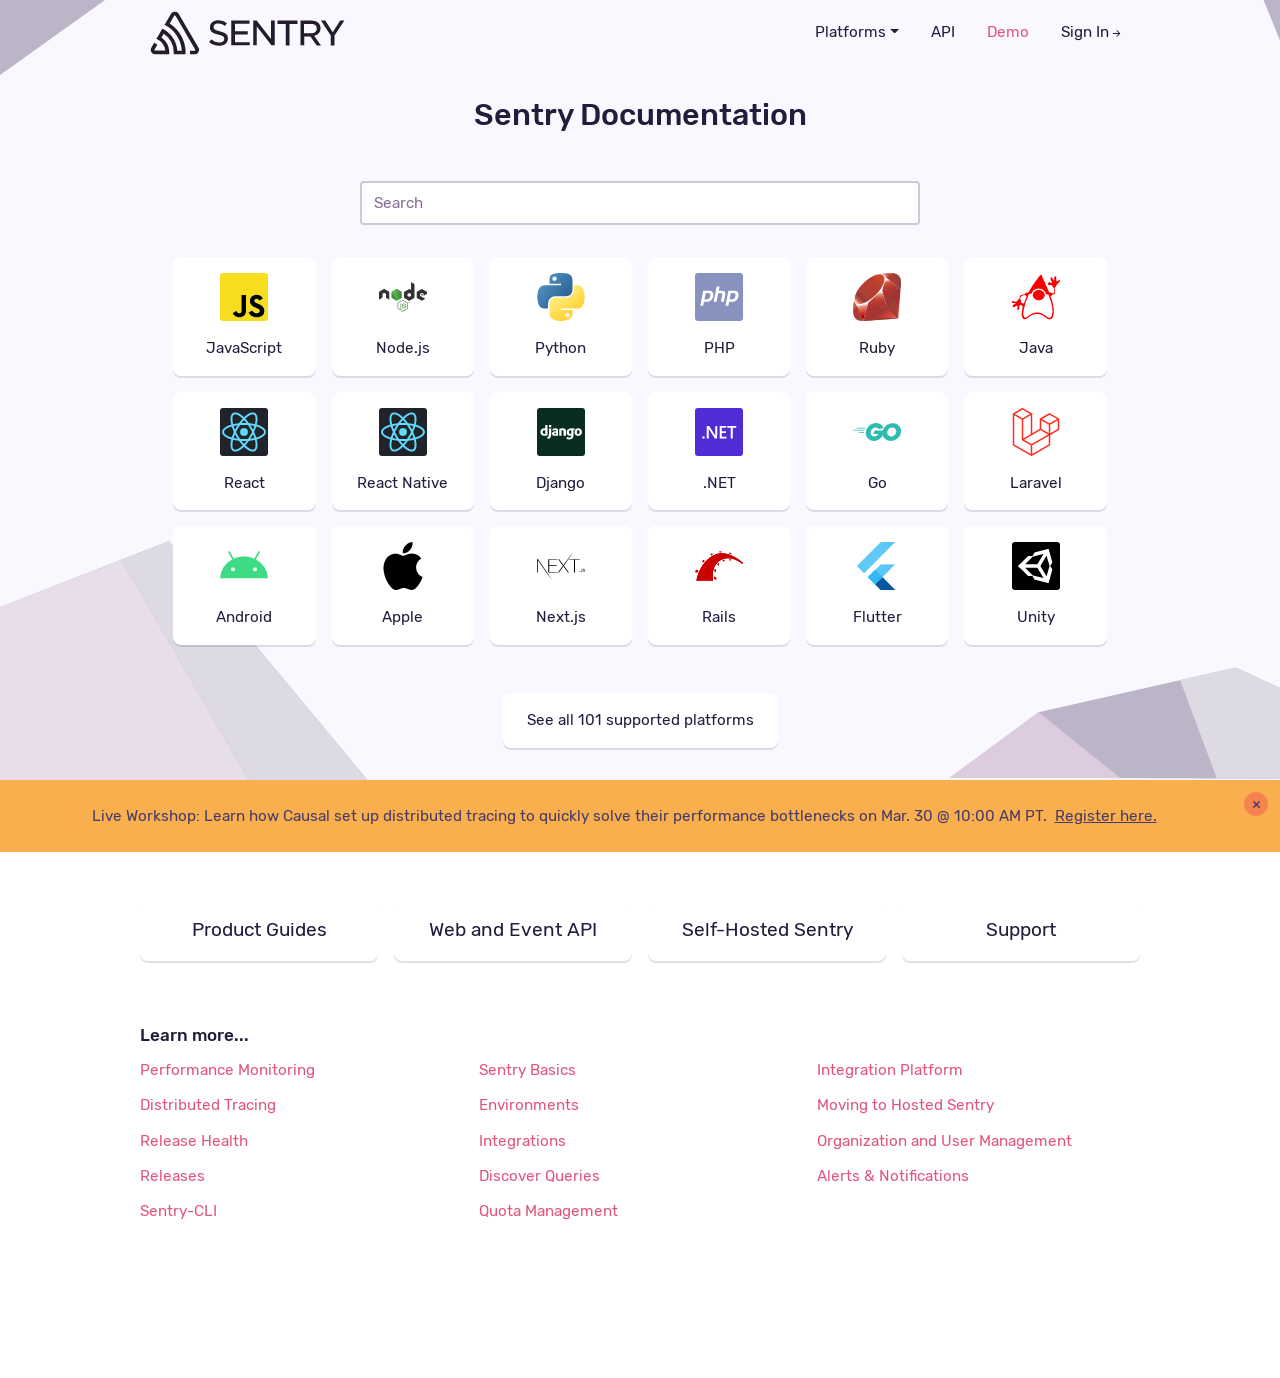 SENTRY
Platforms API Demo Sign In →
Sentry Documentation
Search
JS node JS php
JavaScript Node.js Python PHP Ruby Java
django .NET GO
React React Native Django .NET Go Laravel
NEXT.JS
Android Apple Next.js Rails Flutter Unity
See all 101 supported platforms
Live Workshop: Learn how Causal set up distributed tracing to quickly solve their performance bottlenecks on Mar. 30 @ 10:00 AM PT. Register here. ×
Product Guides Web and Event API Self-Hosted Sentry Support
Learn more...
Performance Monitoring Sentry Basics Integration Platform
Distributed Tracing Environments Moving to Hosted Sentry
Release Health Integrations Organization and User Management
Releases Discover Queries Alerts & Notifications
Sentry-CLI Quota Management